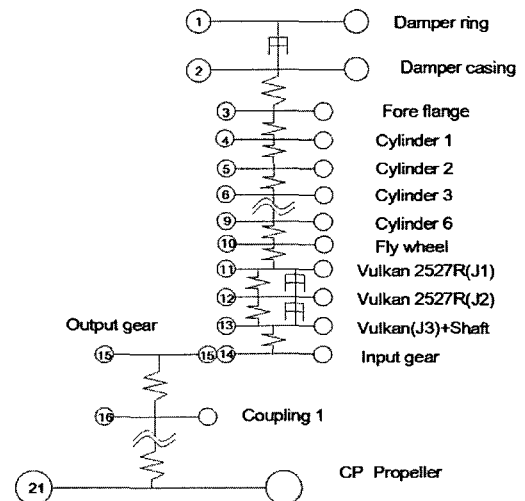 1 Damper ring
2 Damper casing
3 Fore flange
4 Cylinder 1
5 Cylinder 2
6 Cylinder 3
9 Cylinder 6
10 Fly wheel
11 Vulkan 2527R(J1)
12 Vulkan 2527R(J2)
Output gear
13 Vulkan(J3)+Shaft
15 15 14 Input gear
16 Coupling 1
21 CP Propeller